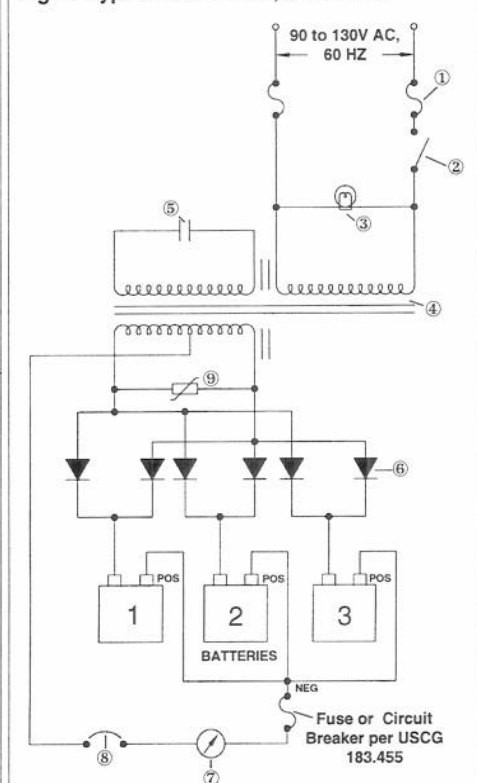 90 to 130V AC,
60 HZ
①
②
③
⑤
④
⑨
⑥
POS
POS
POS
1
2
3
BATTERIES
NEG
Fuse or Circuit
Breaker per USCG
183.455
⑧
⑦